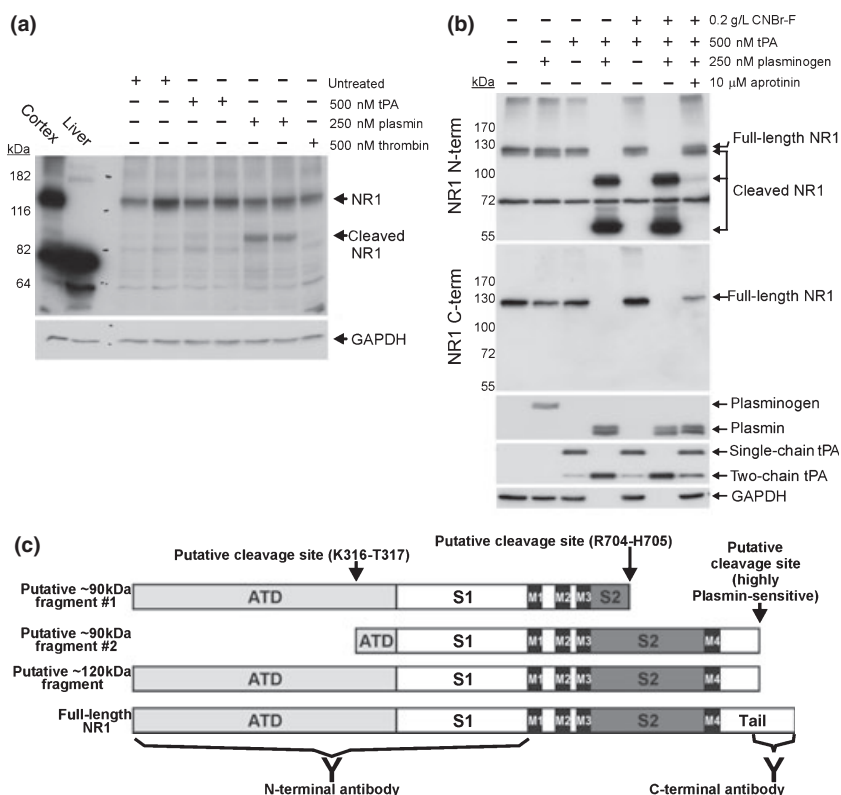 (a)
+ + – – – – – Untreated
– – + + – – – 500 nM tPA
– – – – + + – 250 nM plasmin
– – – – – – + 500 nM thrombin
Cortex
Liver
kDa
182
116
82
64
NR1
Cleaved
NR1
GAPDH
(b)
– – – – + + + 0.2 g/L CNBr-F
– – + + + + + 500 nM tPA
– + – + – + + 250 nM plasminogen
– – – – – – + 10 µM aprotinin
kDa
NR1 N-term
170
130
100
72
55
Full-length NR1
Cleaved NR1
NR1 C-term
170
130
100
72
55
Full-length NR1
Plasminogen
Plasmin
Single-chain tPA
Two-chain tPA
GAPDH
(c)
Putative cleavage site (K316-T317)
Putative cleavage site (R704-H705)
Putative
cleavage site
(highly
Plasmin-sensitive)
Putative ~90kDa
fragment #1
ATD S1 M1 M2 M3 S2
Putative ~90kDa
fragment #2
ATD S1 M1 M2 M3 S2 M4
Putative ~120kDa
fragment
ATD S1 M1 M2 M3 S2 M4
Full-length
NR1
ATD S1 M1 M2 M3 S2 M4 Tail
N-terminal antibody
C-terminal antibody